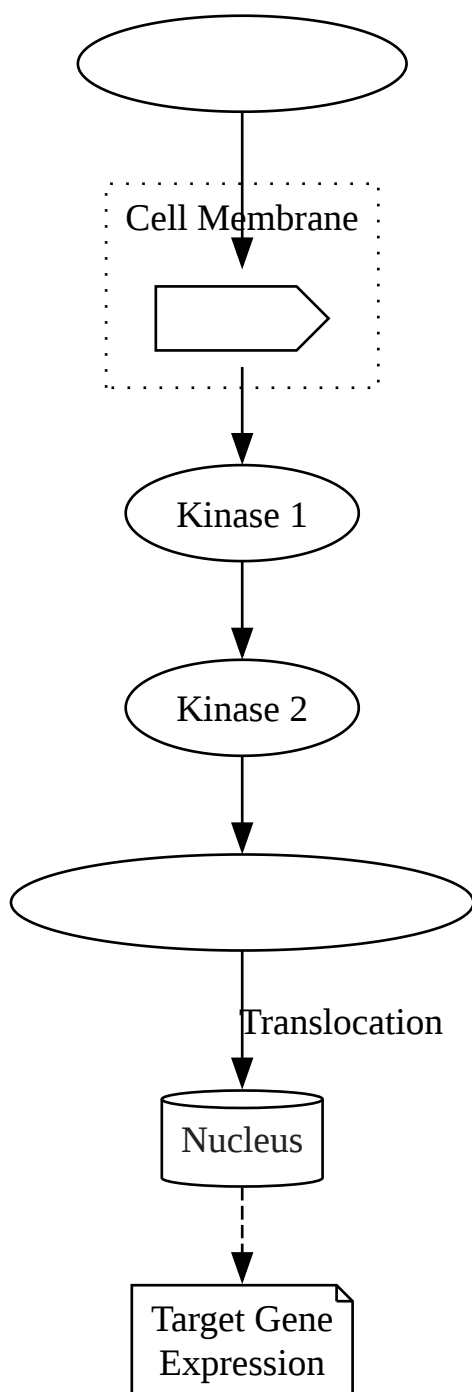 Cell Membrane
Kinase 1
Kinase 2
Translocation
Nucleus
Target Gene
Expression